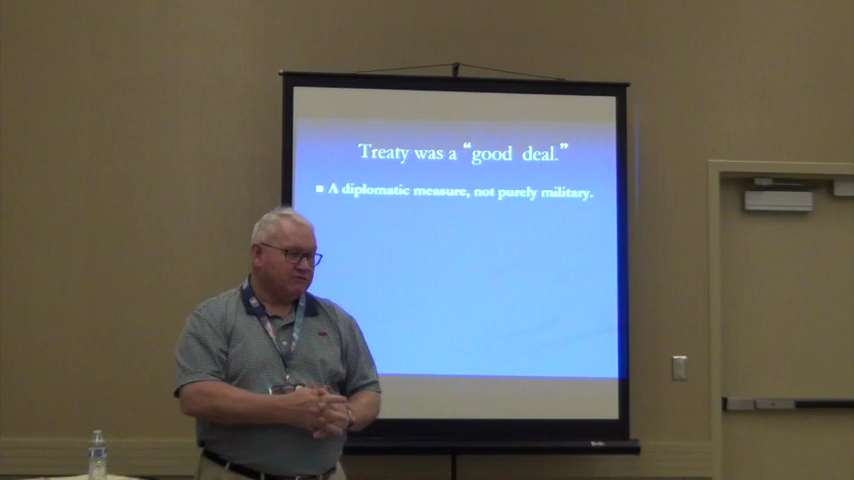 Treaty was a “good deal.”
A diplomatic measure, not purely military.